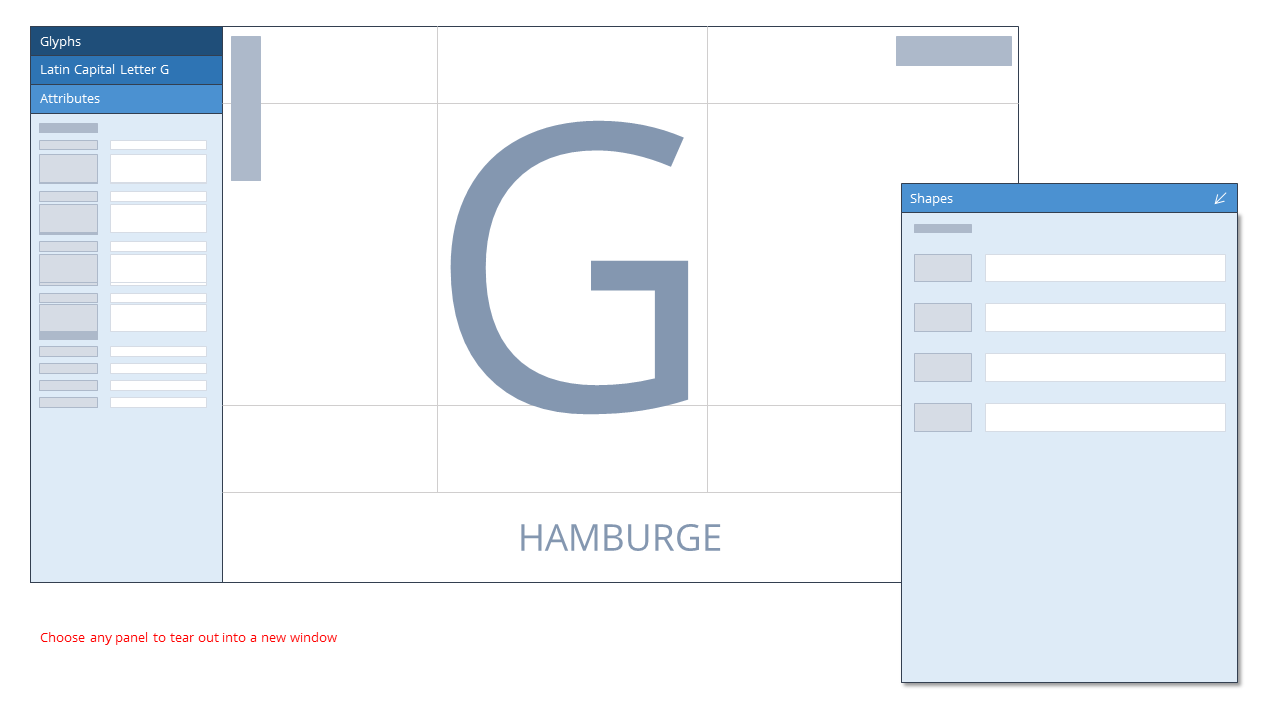 Glyphs
Latin Capital Letter G
Attributes
G
Shapes
HAMBURGE
Choose any panel to tear out into a new window